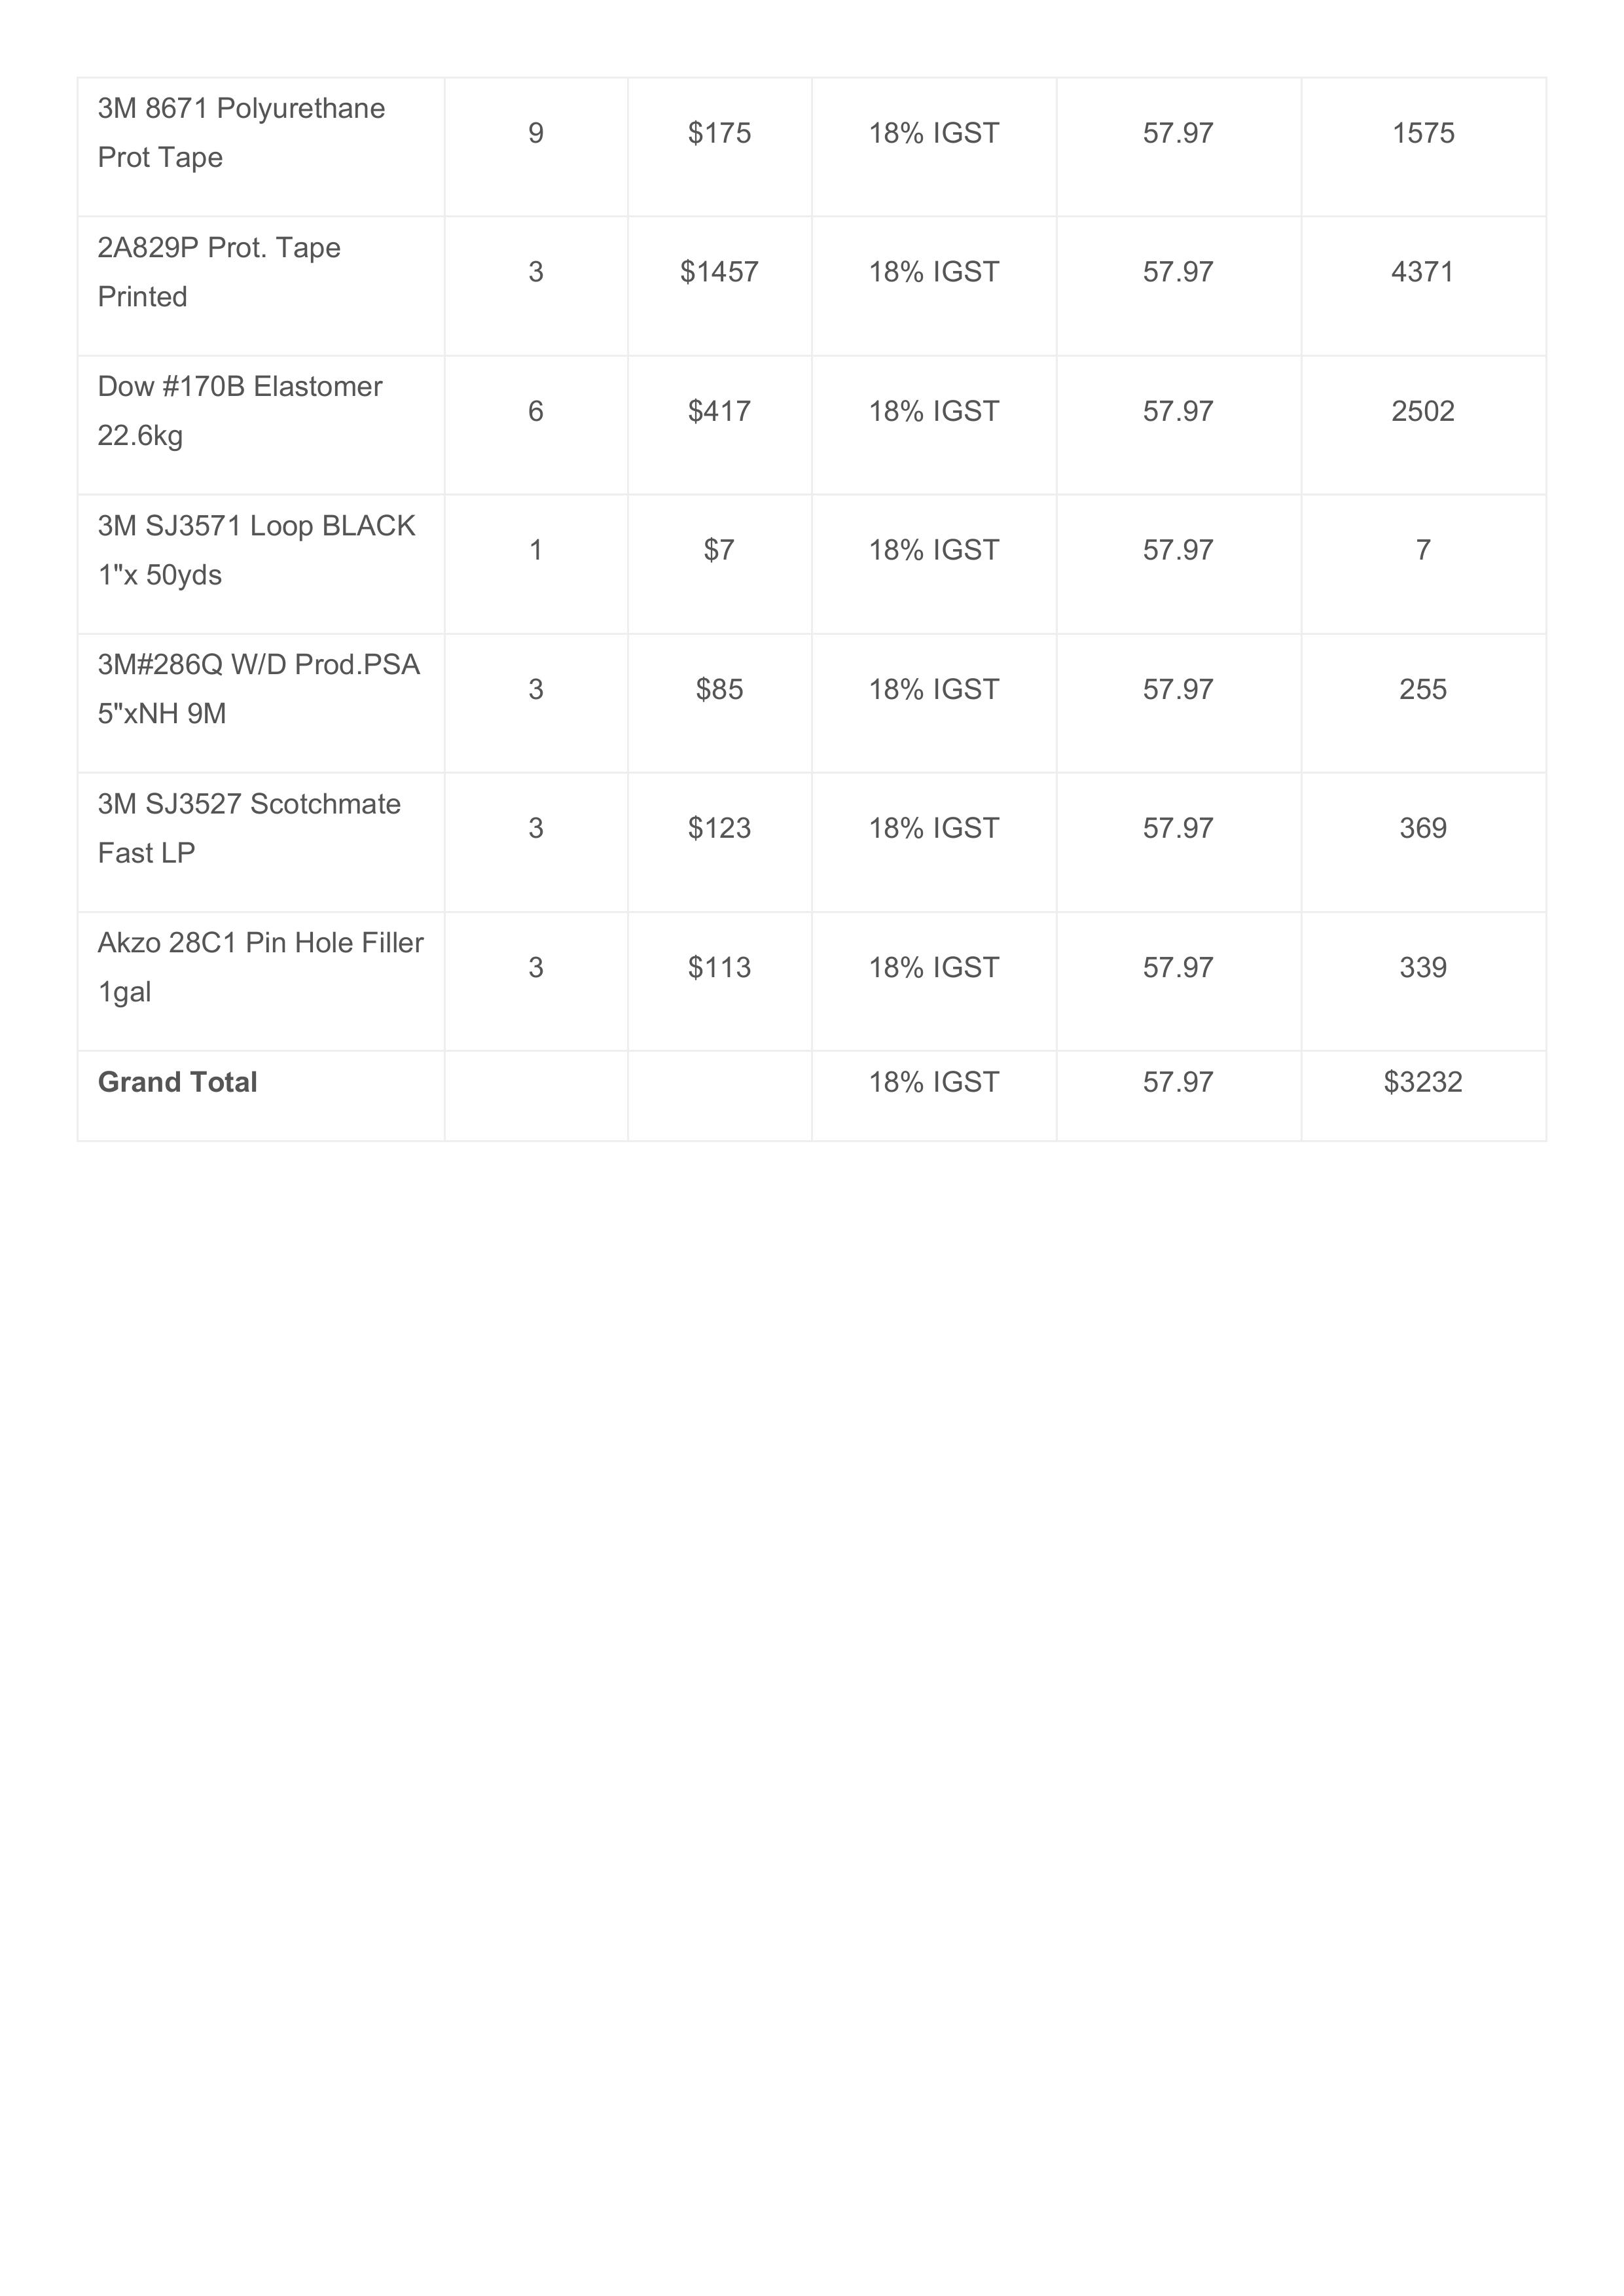 3M 8671 Polyurethane
Prot Tape
9
$175
18% IGST
57.97
1575
2A829P Prot. Tape
Printed
3
$1457
18% IGST
57.97
4371
Dow #170B Elastomer
22.6kg
6
$417
18% IGST
57.97
2502
3M SJ3571 Loop BLACK
1"x 50yds
1
$7
18% IGST
57.97
7
3M#286Q W/D Prod.PSA
5"xNH 9M
3
$85
18% IGST
57.97
255
3M SJ3527 Scotchmate
Fast LP
3
$123
18% IGST
57.97
369
Akzo 28C1 Pin Hole Filler
1gal
3
$113
18% IGST
57.97
339
Grand Total
18% IGST
57.97
$3232